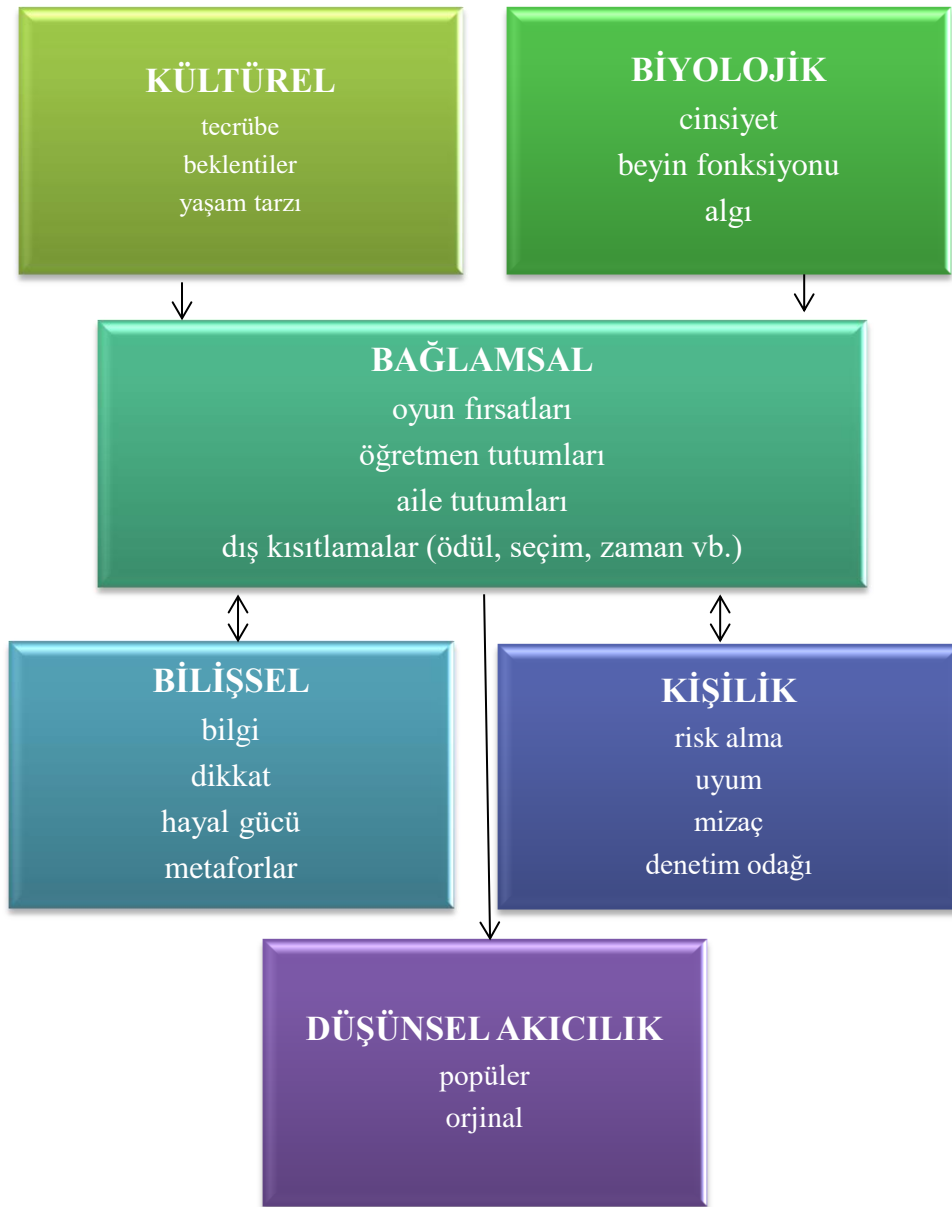 KÜLTÜREL
tecrübe
beklentiler
yaşam tarzı
BİYOLOJİK
cinsiyet
beyin fonksiyonu
algı
BAĞLAMSAL
oyun fırsatları
öğretmen tutumları
aile tutumları
dış kısıtlamalar (ödül, seçim, zaman vb.)
BİLİŞSEL
bilgi
dikkat
hayal gücü
metaforlar
KİŞİLİK
risk alma
uyum
mizaç
denetim odağı
DÜŞÜNSEL AKICILIK
popüler
orjinal